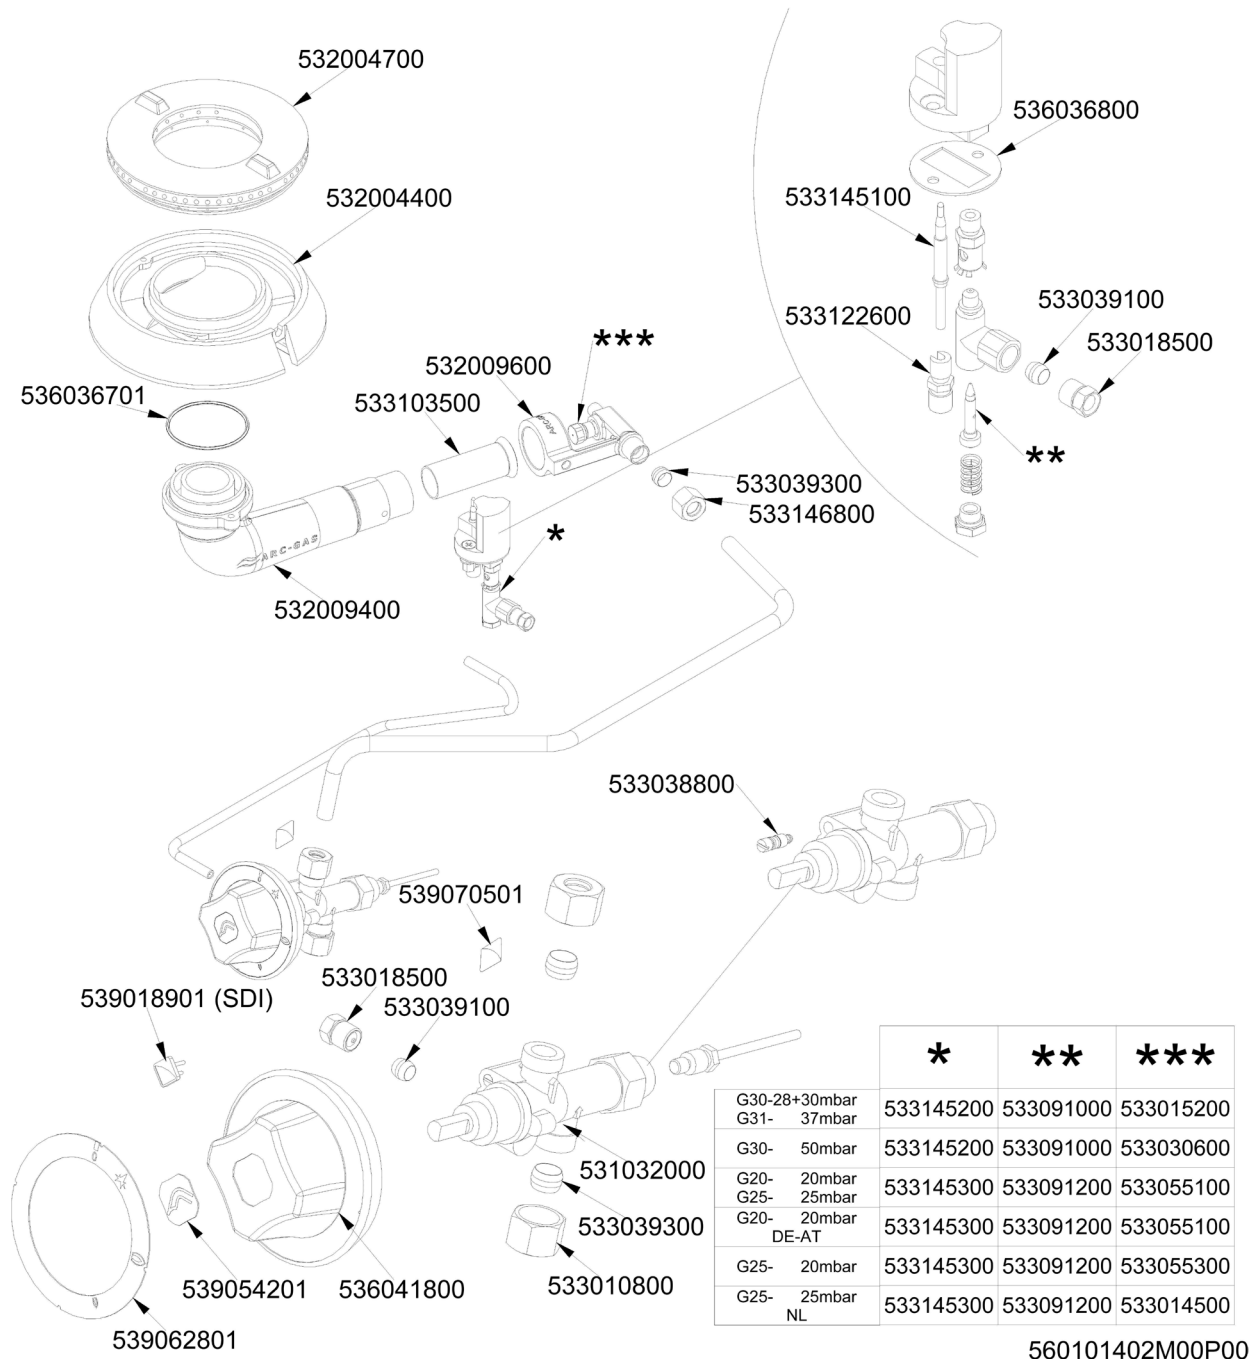 532004700
536036800
533145100
532004400
533039100
533122600
533018500
***
532009600
536036701
533103500
ARC
**
533039300
533146800
*
ARC-GAS
532009400
533038800
539070501
533018500
539018901 (SDI)
533039100
531032000
533039300
539054201
536041800
533010800
539062801
* ** ***
G30-28+30mbar
G31- 37mbar 533145200 533091000 533015200
G30- 50mbar 533145200 533091000 533030600
G20- 20mbar
G25- 25mbar 533145300 533091200 533055100
G20- 20mbar
DE-AT 533145300 533091200 533055100
G25- 20mbar 533145300 533091200 533055300
G25- 25mbar
NL 533145300 533091200 533014500
560101402M00P00